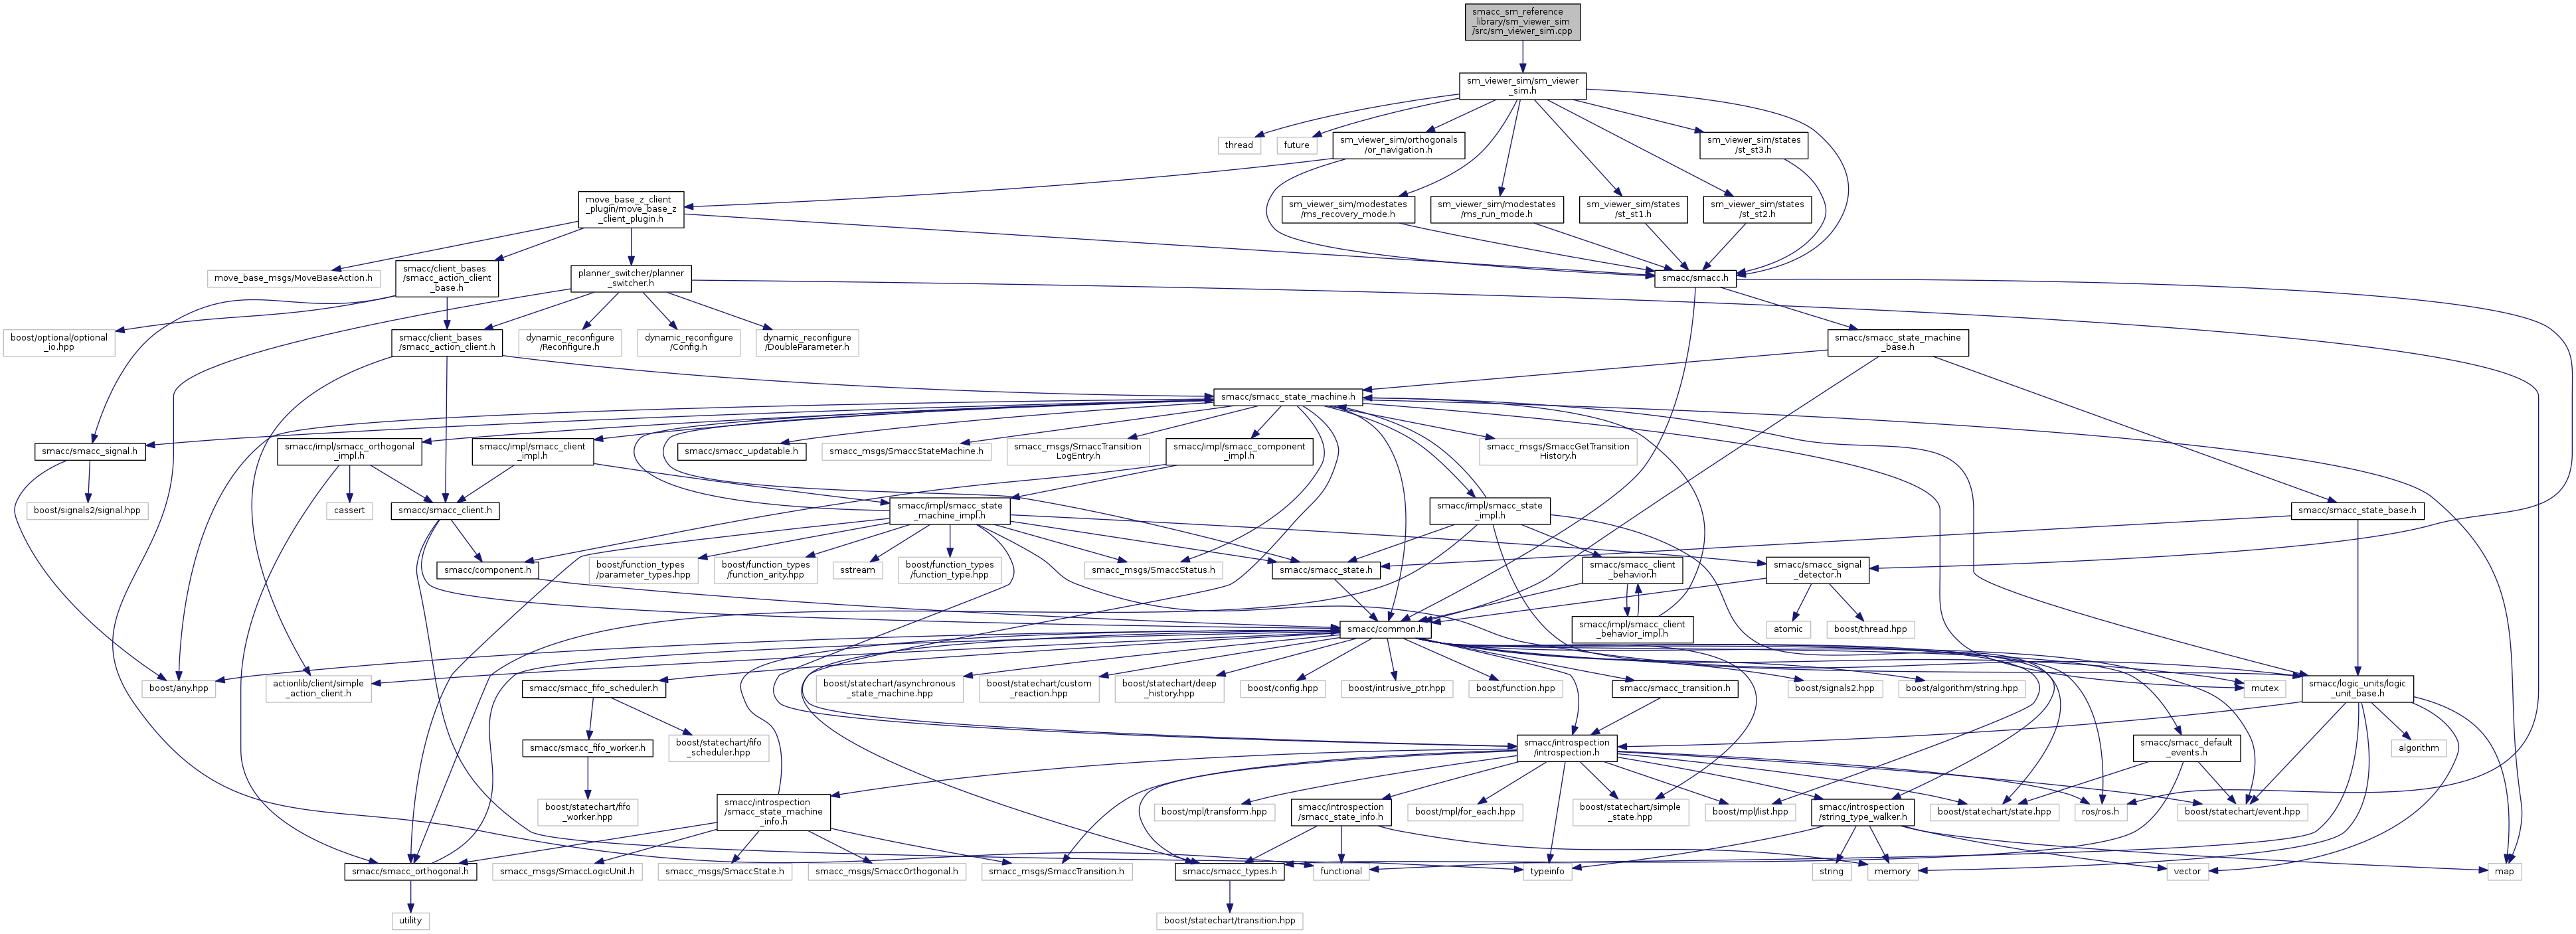 smacc_sm_reference
_library/sm_viewer_sim
/src/sm_viewer_sim.cpp
sm_viewer_sim/sm_viewer
_sim.h
thread
future
sm_viewer_sim/orthogonals
/or_navigation.h
sm_viewer_sim/states
/st_st3.h
move_base_z_client
_plugin/move_base_z
_client_plugin.h
sm_viewer_sim/modestates
/ms_recovery_mode.h
sm_viewer_sim/modestates
/ms_run_mode.h
sm_viewer_sim/states
/st_st1.h
sm_viewer_sim/states
/st_st2.h
move_base_msgs/MoveBaseAction.h
smacc/client_bases
/smacc_action_client
_base.h
planner_switcher/planner
_switcher.h
smacc/smacc.h
boost/optional/optional
_io.hpp
smacc/client_bases
/smacc_action_client.h
dynamic_reconfigure
/Reconfigure.h
dynamic_reconfigure
/Config.h
dynamic_reconfigure
/DoubleParameter.h
smacc/smacc_state_machine
_base.h
smacc/smacc_state_machine.h
smacc/smacc_signal.h
smacc/impl/smacc_orthogonal
_impl.h
smacc/impl/smacc_client
_impl.h
smacc/smacc_updatable.h
smacc_msgs/SmaccStateMachine.h
smacc_msgs/SmaccTransition
LogEntry.h
smacc/impl/smacc_component
_impl.h
smacc_msgs/SmaccGetTransition
History.h
boost/signals2/signal.hpp
cassert
smacc/smacc_client.h
smacc/impl/smacc_state
_machine_impl.h
smacc/impl/smacc_state
_impl.h
smacc/smacc_state_base.h
smacc/component.h
boost/function_types
/parameter_types.hpp
boost/function_types
/function_arity.hpp
sstream
boost/function_types
/function_type.hpp
smacc_msgs/SmaccStatus.h
smacc/smacc_state.h
smacc/smacc_client
_behavior.h
smacc/smacc_signal
_detector.h
smacc/common.h
smacc/impl/smacc_client
_behavior_impl.h
atomic
boost/thread.hpp
boost/any.hpp
actionlib/client/simple
_action_client.h
smacc/smacc_fifo_scheduler.h
boost/statechart/asynchronous
_state_machine.hpp
boost/statechart/custom
_reaction.hpp
boost/statechart/deep
_history.hpp
boost/config.hpp
boost/intrusive_ptr.hpp
boost/function.hpp
smacc/smacc_transition.h
boost/signals2.hpp
boost/algorithm/string.hpp
mutex
smacc/logic_units/logic
_unit_base.h
smacc/smacc_fifo_worker.h
boost/statechart/fifo
_scheduler.hpp
smacc/introspection
/introspection.h
smacc/smacc_default
_events.h
algorithm
boost/statechart/fifo
_worker.hpp
smacc/introspection
/smacc_state_machine
_info.h
boost/mpl/transform.hpp
smacc/introspection
/smacc_state_info.h
boost/mpl/for_each.hpp
boost/statechart/simple
_state.hpp
boost/mpl/list.hpp
smacc/introspection
/string_type_walker.h
boost/statechart/state.hpp
ros/ros.h
boost/statechart/event.hpp
smacc/smacc_orthogonal.h
smacc_msgs/SmaccLogicUnit.h
smacc_msgs/SmaccState.h
smacc_msgs/SmaccOrthogonal.h
smacc_msgs/SmaccTransition.h
smacc/smacc_types.h
functional
typeinfo
string
memory
vector
map
utility
boost/statechart/transition.hpp